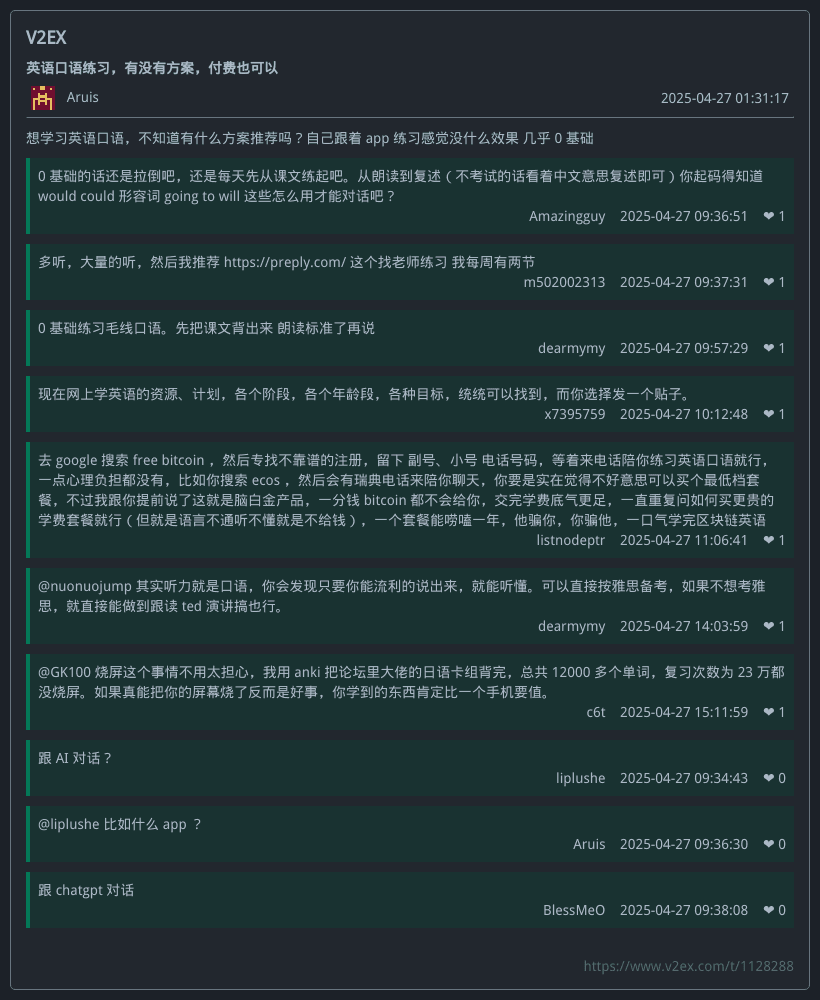 V2EX
英语口语练习，有没有方案，付费也可以
Aruis 2025-04-27 01:31:17
想学习英语口语，不知道有什么方案推荐吗？自己跟着 app 练习感觉没什么效果 几乎 0 基础
0 基础的话还是拉倒吧，还是每天先从课文练起吧。从朗读到复述（不考试的话看着中文意思复述即可）你起码得知道
would could 形容词 going to will 这些怎么用才能对话吧？
Amazingguy 2025-04-27 09:36:51 ❤ 1
多听，大量的听，然后我推荐 https://preply.com/ 这个找老师练习 我每周有两节
m502002313 2025-04-27 09:37:31 ❤ 1
0 基础练习毛线口语。先把课文背出来 朗读标准了再说
dearmymy 2025-04-27 09:57:29 ❤ 1
现在网上学英语的资源、计划，各个阶段，各个年龄段，各种目标，统统可以找到，而你选择发一个贴子。
x7395759 2025-04-27 10:12:48 ❤ 1
去 google 搜索 free bitcoin ，然后专找不靠谱的注册，留下 副号、小号 电话号码，等着来电话陪你练习英语口语就行，
一点心理负担都没有，比如你搜索 ecos ，然后会有瑞典电话来陪你聊天，你要是实在觉得不好意思可以买个最低档套
餐，不过我跟你提前说了这就是脑白金产品，一分钱 bitcoin 都不会给你，交完学费底气更足，一直重复问如何买更贵的
学费套餐就行（但就是语言不通听不懂就是不给钱），一个套餐能唠嗑一年，他骗你，你骗他，一口气学完区块链英语
listnodeptr 2025-04-27 11:06:41 ❤ 1
@nuonuojump 其实听力就是口语，你会发现只要你能流利的说出来，就能听懂。可以直接按雅思备考，如果不想考雅
思，就直接能做到跟读 ted 演讲搞也行。
dearmymy 2025-04-27 14:03:59 ❤ 1
@GK100 烧屏这个事情不用太担心，我用 anki 把论坛里大佬的日语卡组背完，总共 12000 多个单词，复习次数为 23 万都
没烧屏。如果真能把你的屏幕烧了反而是好事，你学到的东西肯定比一个手机要值。
c6t 2025-04-27 15:11:59 ❤ 1
跟 AI 对话？
liplushe 2025-04-27 09:34:43 ❤ 0
@liplushe 比如什么 app ？
Aruis 2025-04-27 09:36:30 ❤ 0
跟 chatgpt 对话
BlessMeO 2025-04-27 09:38:08 ❤ 0
https://www.v2ex.com/t/1128288